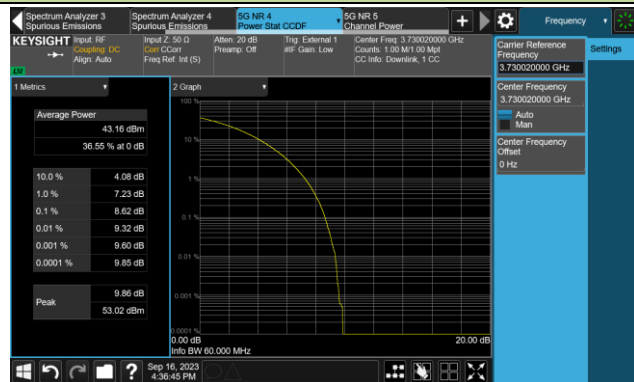 Spectrum Analyzer 3
Spurious Emissions
Spectrum Analyzer 4
Spurious Emissions
5G NR 4
Power Stat CCDF
5G NR 5
Channel Power
Frequency
KEYSIGHT
Input: RF
Coupling: DC
Align: Auto
Input Z: 50 Ω
Corr CCorr
Freq Ref: Int (S)
Atten: 20 dB
Preamp: Off
Trig: External 1
#IF Gain: Low
Center Freq: 3.730020000 GHz
Counts: 1.00 M/1.00 Mpt
CC Info: Downlink, 1 CC
LXI
1 Metrics
Average Power
43.16 dBm
36.55 % at 0 dB
10.0 % 4.08 dB
1.0 % 7.23 dB
0.1 % 8.62 dB
0.01 % 9.32 dB
0.001 % 9.60 dB
0.0001 % 9.85 dB
Peak
9.86 dB
53.02 dBm
2 Graph
100 %
10 %
1 %
0.1 %
0.01 %
0.001 %
0.0001 %
0.00 dB
20.00 dB
Info BW 60.000 MHz
Carrier Reference
Frequency
3.730020000 GHz
Center Frequency
3.730020000 GHz
Auto
Man
Center Frequency
Offset
0 Hz
Settings
Sep 16, 2023
4:36:45 PM